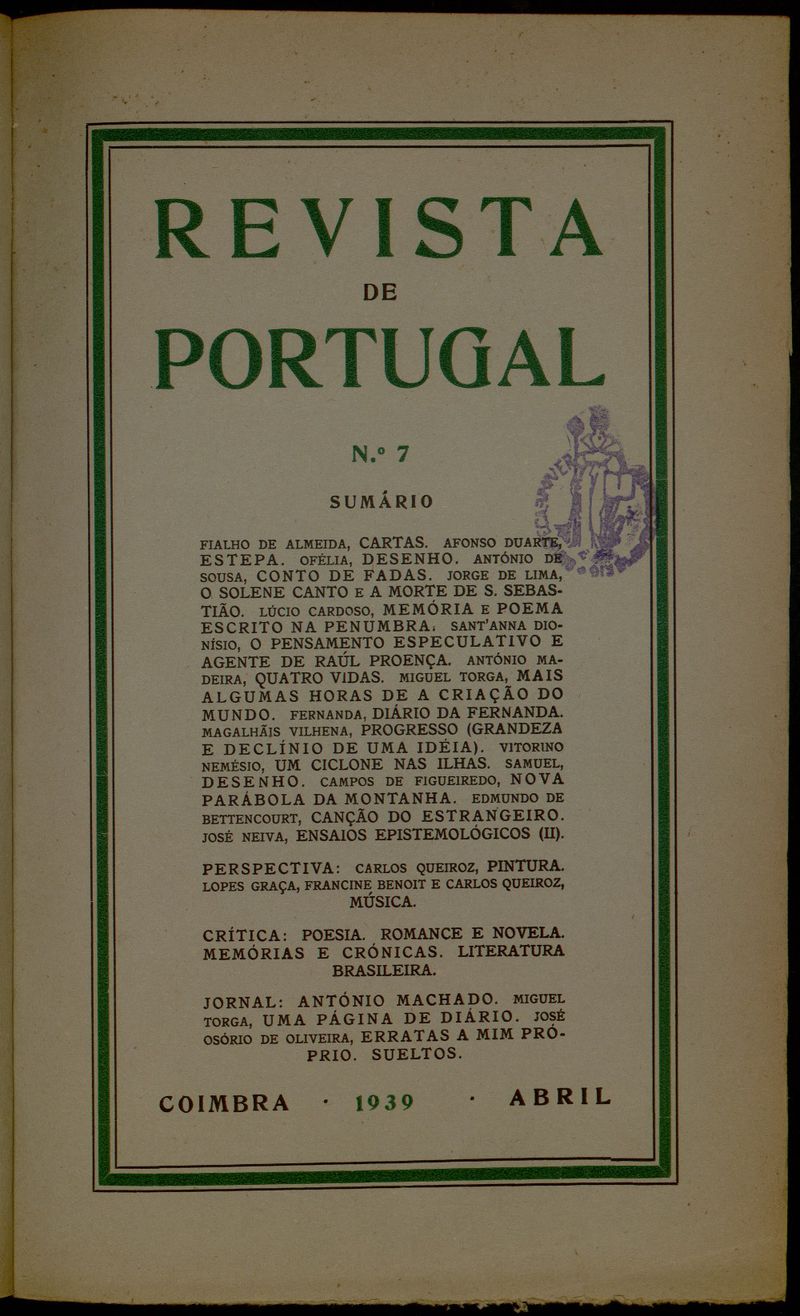 REVISTA
DE
PORTUGAL
N.º 7
SUMÁRIO
FIALHO DE ALMEIDA, CARTAS. AFONSO DUARTE,
ESTEPA. OFÉLIA, DESENHO. ANTÓNIO DE
SOUSA, CONTO DE FADAS. JORGE DE LIMA,
O SOLENE CANTO E A MORTE DE S. SEBAS-
TIÃO. LÚCIO CARDOSO, MEMÓRIA E POEMA
ESCRITO NA PENUMBRA. SANT'ANNA DIO-
NÍSIO, O PENSAMENTO ESPECULATIVO E
AGENTE DE RAÚL PROENÇA. ANTÓNIO MA-
DEIRA, QUATRO VIDAS. MIGUEL TORGA, MAIS
ALGUMAS HORAS DE A CRIAÇÃO DO
MUNDO. FERNANDA, DIÁRIO DA FERNANDA.
MAGALHÃIS VILHENA, PROGRESSO (GRANDEZA
E DECLÍNIO DE UMA IDÉIA). VITORINO
NEMÉSIO, UM CICLONE NAS ILHAS. SAMUEL,
DESENHO. CAMPOS DE FIGUEIREDO, NOVA
PARÁBOLA DA MONTANHA. EDMUNDO DE
BETTENCOURT, CANÇÃO DO ESTRANGEIRO.
JOSÉ NEIVA, ENSAIOS EPISTEMOLÓGICOS (II).
PERSPECTIVA: CARLOS QUEIROZ, PINTURA.
LOPES GRAÇA, FRANCINE BENOIT E CARLOS QUEIROZ,
MÚSICA.
CRÍTICA: POESIA. ROMANCE E NOVELA.
MEMÓRIAS E CRÓNICAS. LITERATURA
BRASILEIRA.
JORNAL: ANTÓNIO MACHADO. MIGUEL
TORGA, UMA PÁGINA DE DIÁRIO. JOSÉ
OSÓRIO DE OLIVEIRA, ERRATAS A MIM PRÓ-
PRIO. SUELTOS.
COIMBRA · 1939 · ABRIL